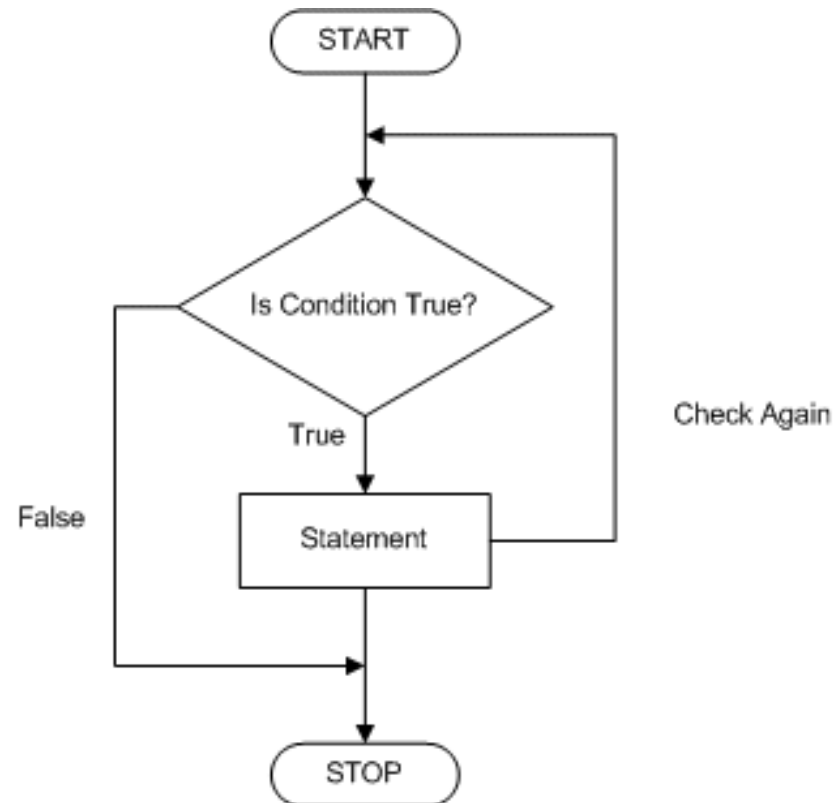 START
Is Condition True?
Check Again
True
False
Statement
STOP